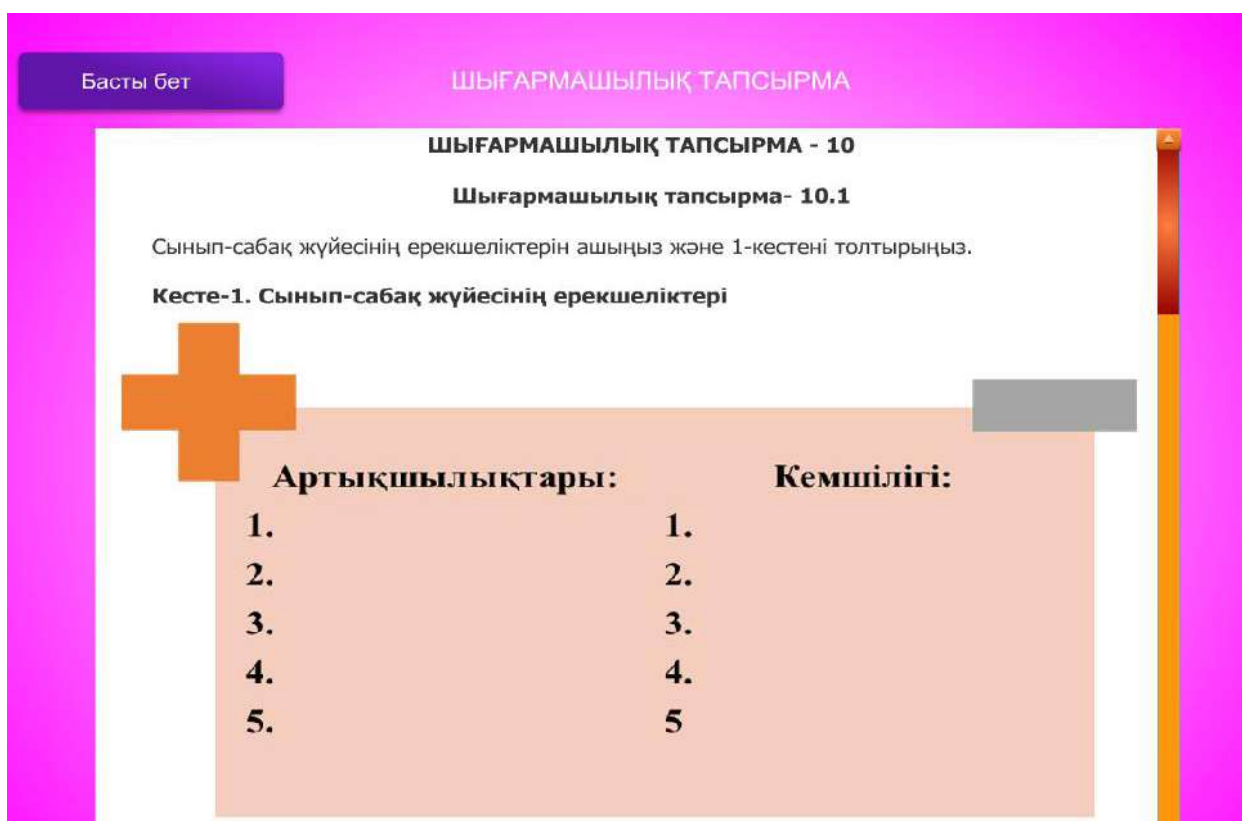 Басты бет
ШЫҒАРМАШЫЛЫҚ ТАПСЫРМА
ШЫҒАРМАШЫЛЫҚ ТАПСЫРМА - 10
Шығармашылық тапсырма- 10.1
Сынып-сабақ жүйесінің ерекшеліктерін ашыңыз және 1-кестені толтырыңыз.
Кесте-1. Сынып-сабақ жүйесінің ерекшеліктері
Артықшылықтары:
1.
2.
3.
4.
5.
Кемшілігі:
1.
2.
3.
4.
5